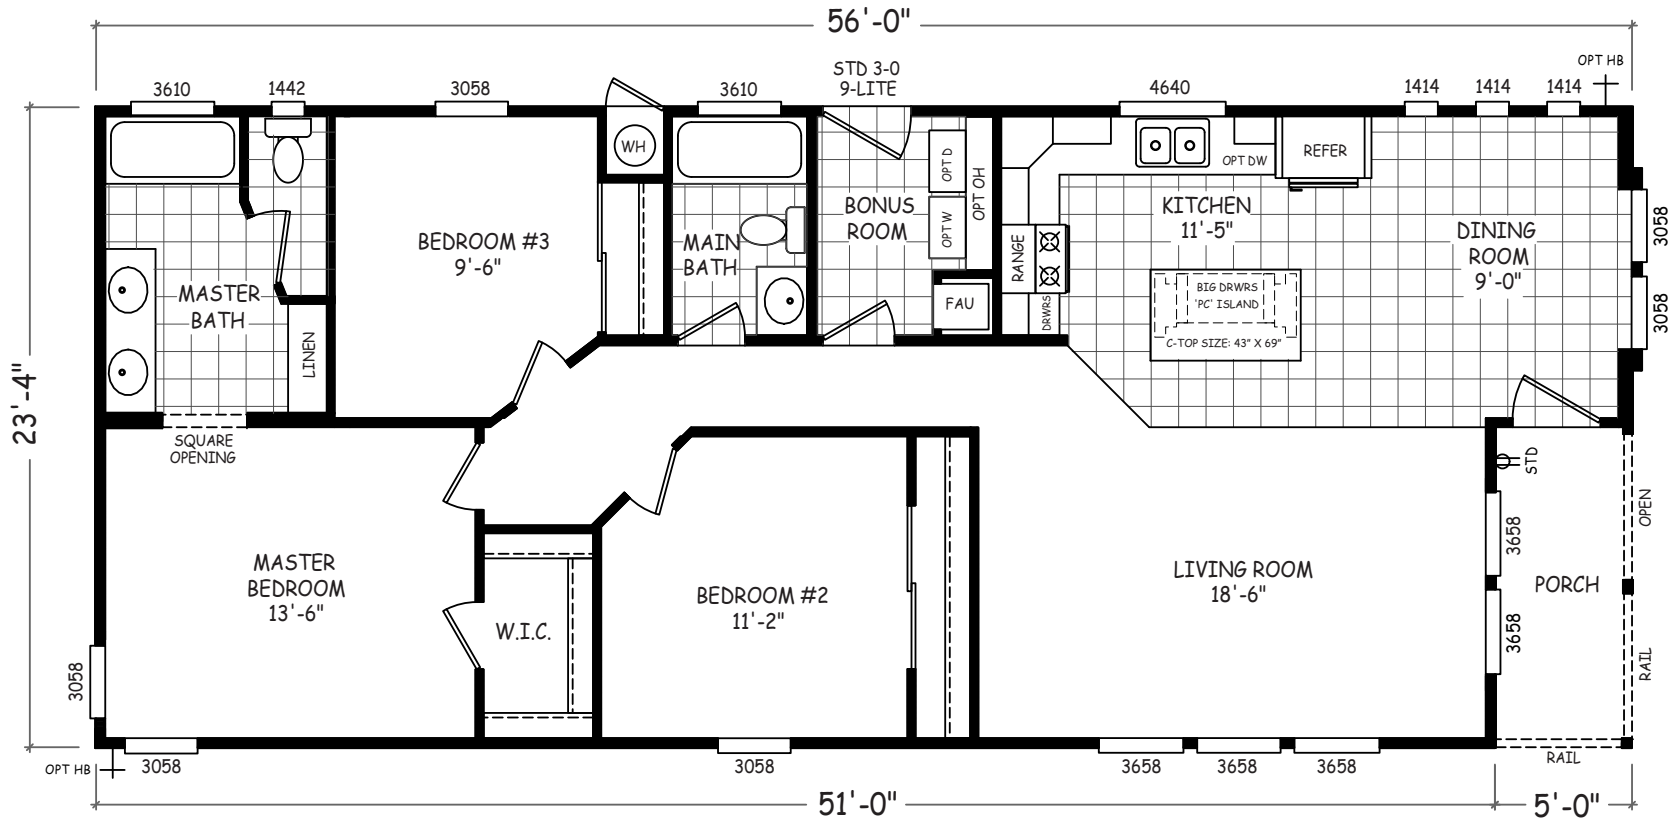 56'-0"
STD 3-0
9-LITE
OPT HB
3610
1442
3058
3610
4640
1414
1414
1414
WH
OPT D
OPT OH
OPT DW
REFER
BEDROOM #3
9'-6"
MAIN
BATH
BONUS
ROOM
OPT W
KITCHEN
11'-5"
DINING
ROOM
9'-0"
3058
3058
RANGE
MASTER
BATH
LINEN
FAU
DRWRS
BIG DRWRS
'PC' ISLAND
C-TOP SIZE: 43" X 69"
23'-4"
SQUARE
OPENING
STD
OPEN
3658
3658
MASTER
BEDROOM
13'-6"
W.I.C.
BEDROOM #2
11'-2"
LIVING ROOM
18'-6"
PORCH
RAIL
3058
OPT HB
3058
3058
3658
3658
3658
RAIL
51'-0"
5'-0"